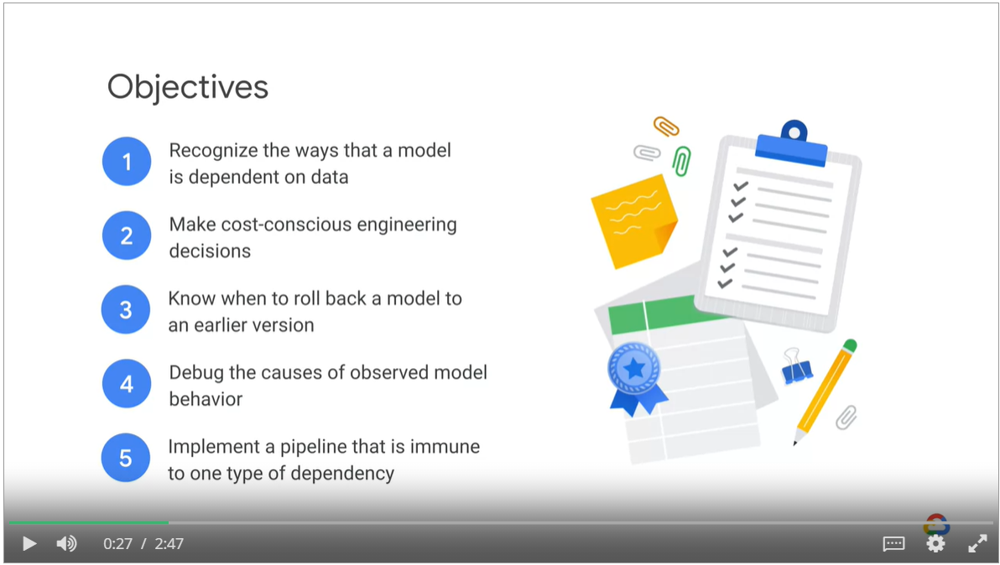 Objectives
1
Recognize the ways that a model
is dependent on data
2
Make cost-conscious engineering
decisions
3
Know when to roll back a model to
an earlier version
4
Debug the causes of observed model
behavior
5
Implement a pipeline that is immune
to one type of dependency
0:27 / 2:47